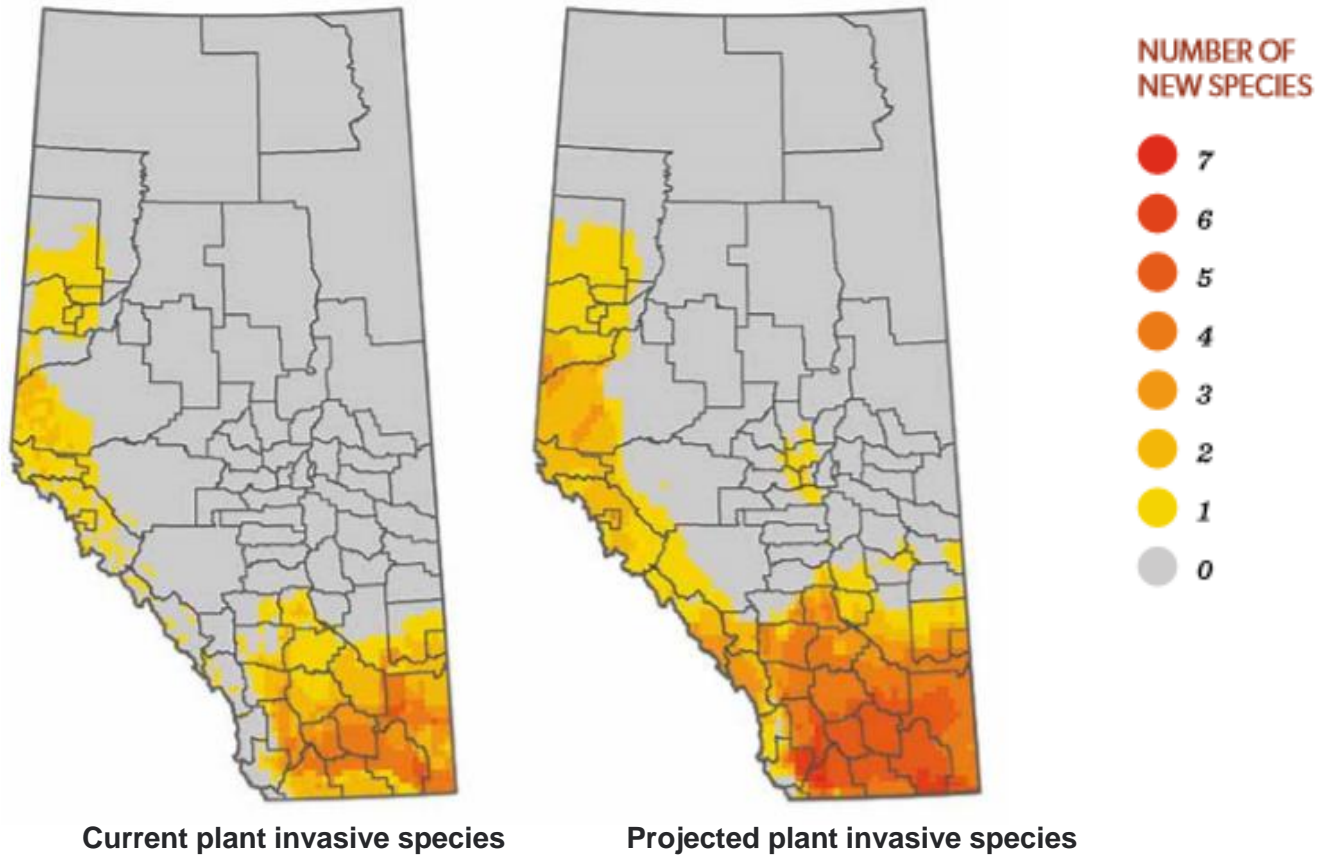 NUMBER OF
NEW SPECIES
7
6
5
4
3
2
1
0
Current plant invasive species
Projected plant invasive species